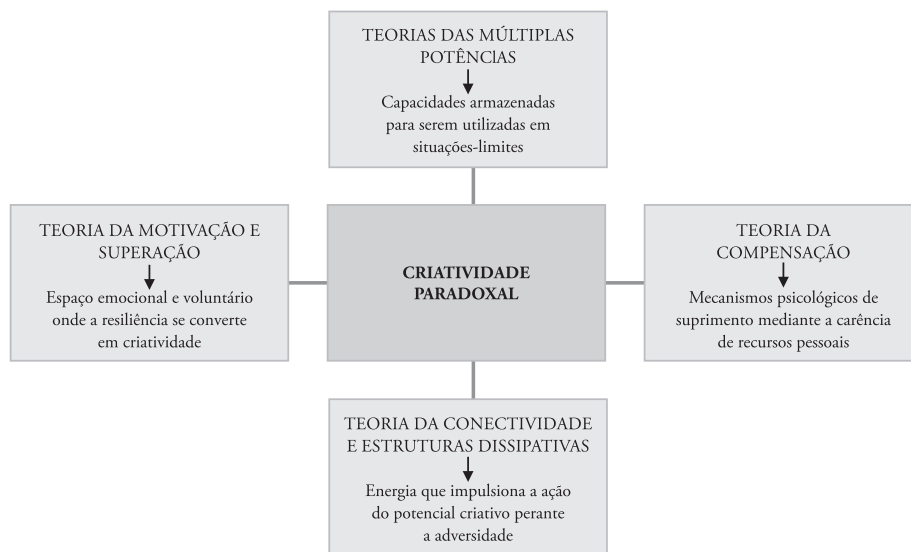 TEORIAS DAS MÚLTIPLAS
POTÊNCIAS
Capacidades armazenadas
para serem utilizadas em
situações-limites
TEORIA DA MOTIVAÇÃO E
SUPERAÇÃO
Espaço emocional e voluntário
onde a resiliência se converte
em criatividade
CRIATIVIDADE
PARADOXAL
TEORIA DA
COMPENSAÇÃO
Mecanismos psicológicos de
suprimento mediante a carência
de recursos pessoais
TEORIA DA CONECTIVIDADE
E ESTRUTURAS DISSIPATIVAS
Energia que impulsiona a ação
do potencial criativo perante
a adversidade